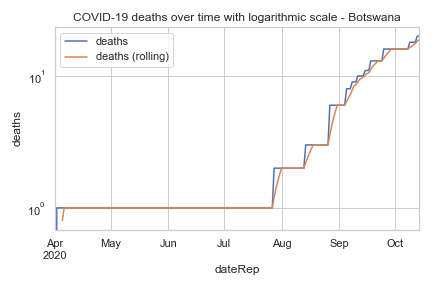 COVID-19 deaths over time with logarithmic scale - Botswana
deaths
deaths (rolling)
10¹
10⁰
deaths
Apr May Jun Jul Aug Sep Oct
2020
dateRep